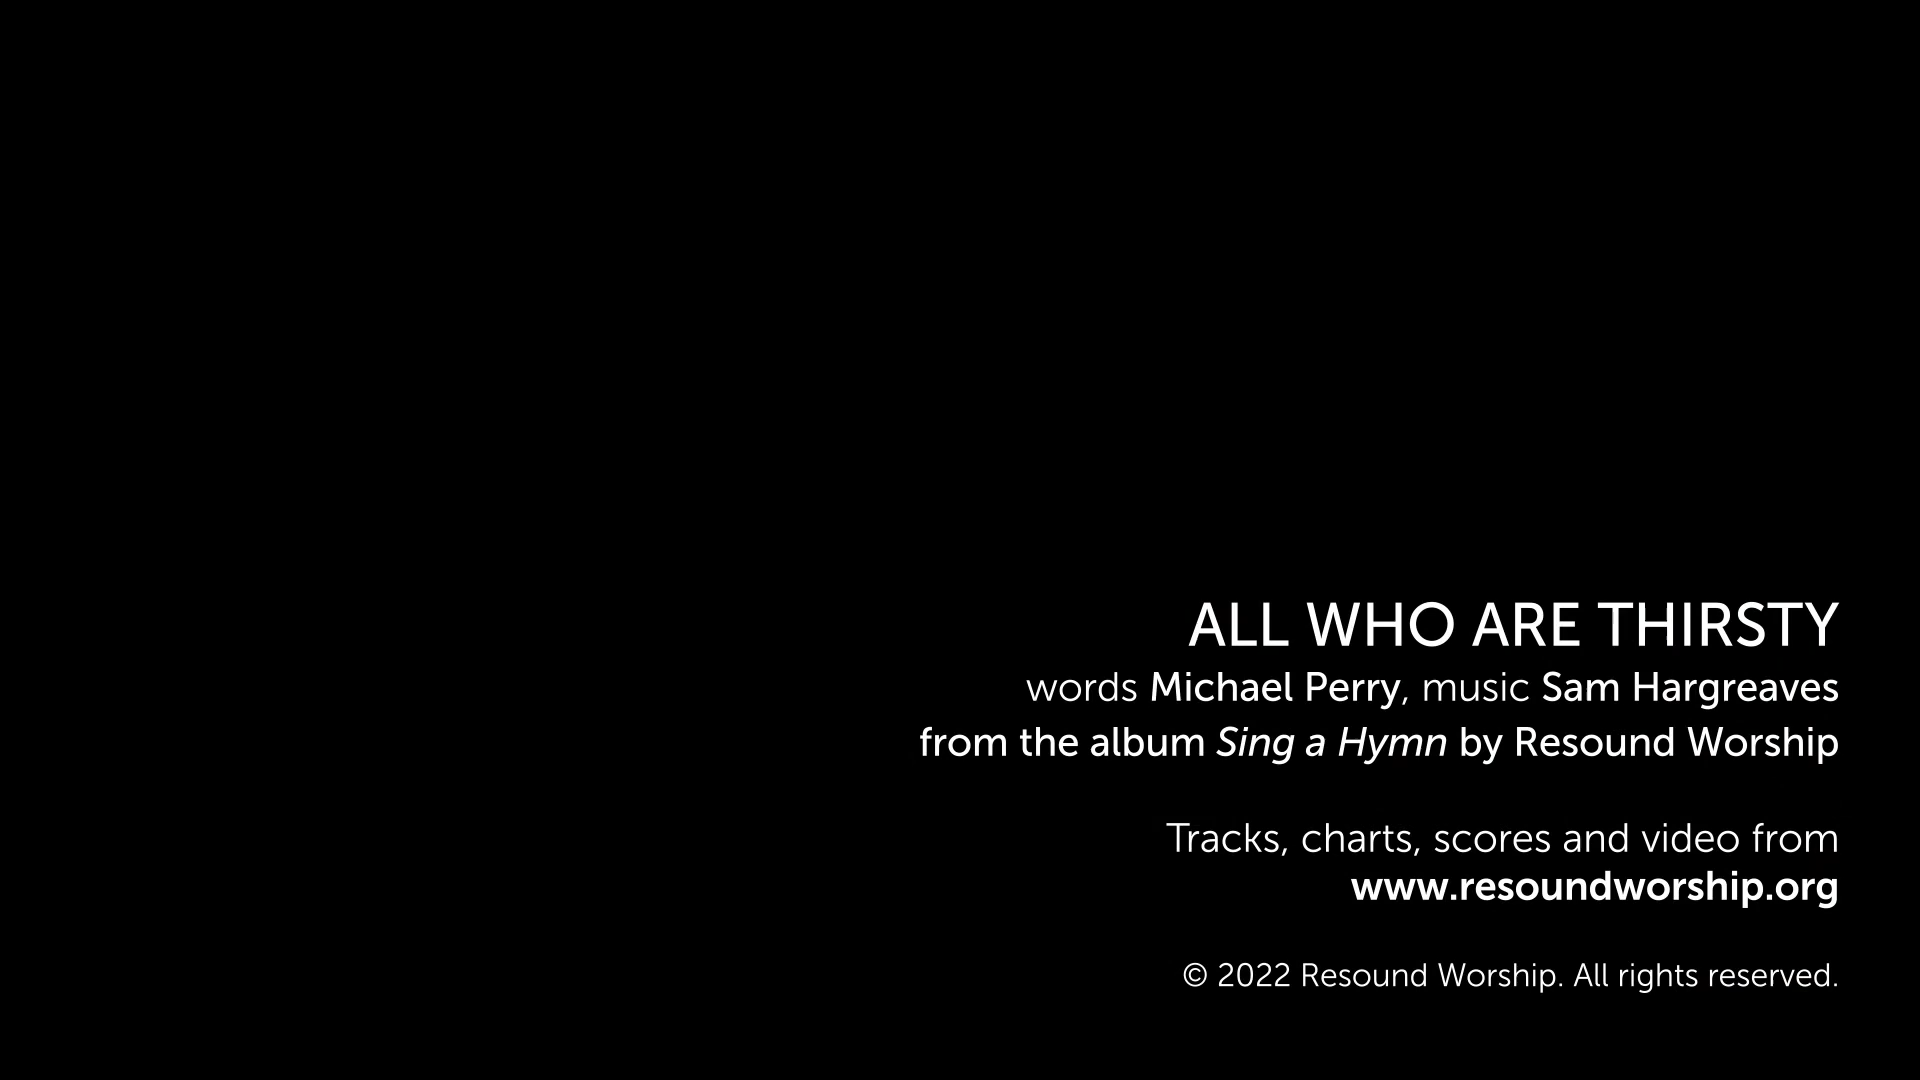 ALL WHO ARE THIRSTY
words Michael Perry, music Sam Hargreaves
from the album Sing a Hymn by Resound Worship
Tracks, charts, scores and video from
www.resoundworship.org
© 2022 Resound Worship. All rights reserved.